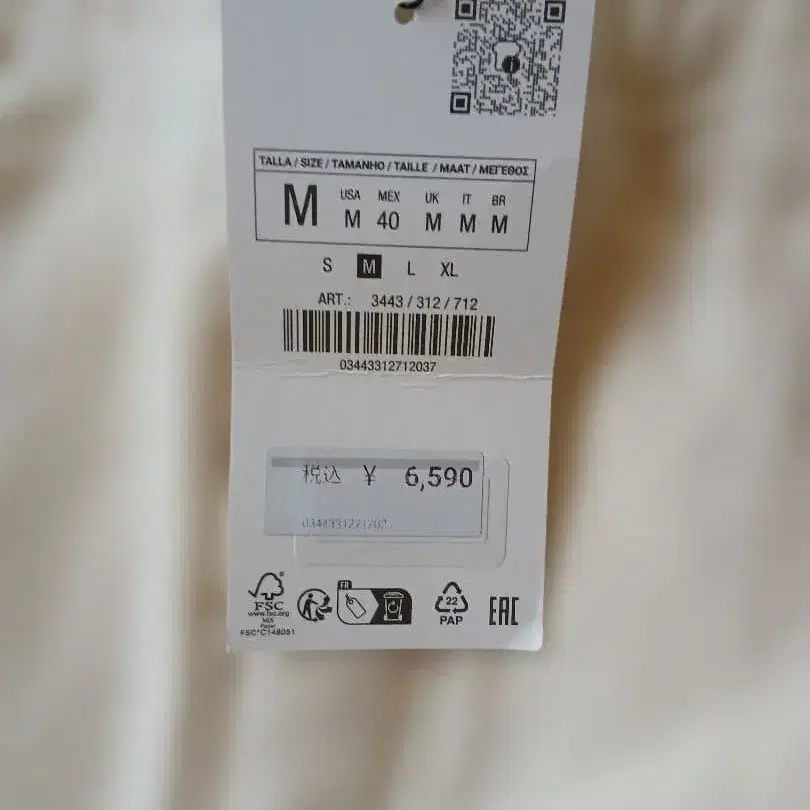 TALLA / SIZE / TAMANHO / TAILLE / MAAT / ΜΕΓΕΘΟΣ
M
USA MEX UK IT BR
M 40 M M M
S M L XL
ART.: 3443 / 312 / 712
03443312712037
税込 ¥ 6,590
FR
FSC®
www.fsc.org
MIX
Paper
FSC®C148051
22
PAP
EAC